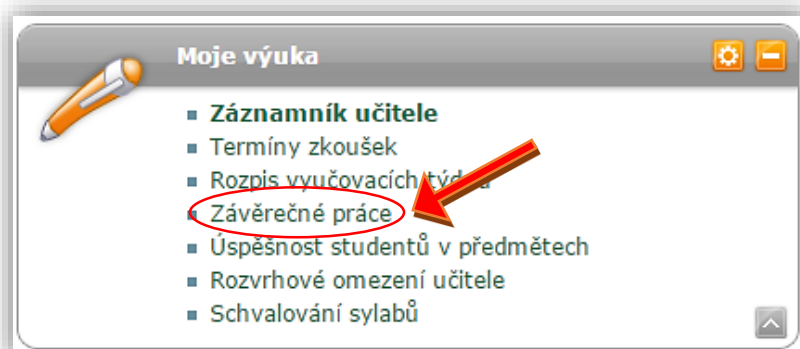 Moje výuka
Záznamník učitele
Termíny zkoušek
Rozpis vyučovacích
Závěrečné práce
Úspěšnost studentů v předmětech
Rozvrhové omezení učitele
Schvalování sylabů